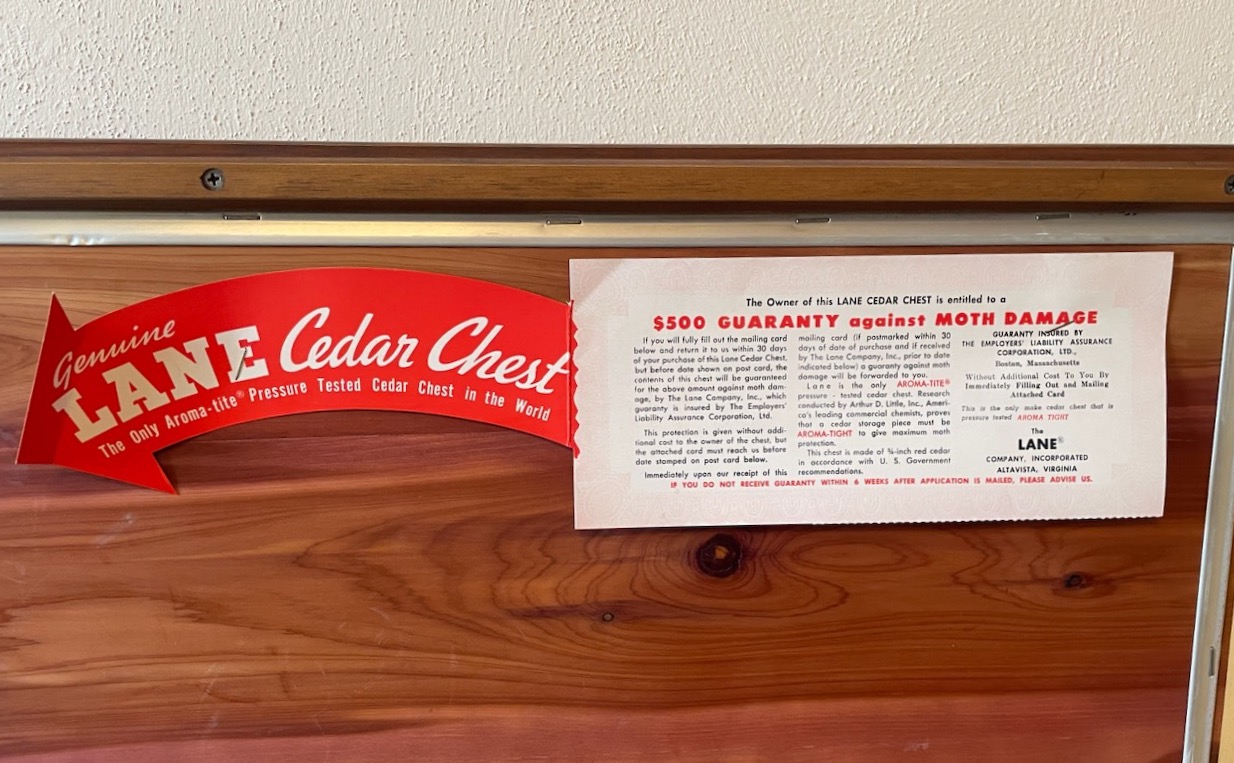 Genuine
LANE Cedar Chest
The Only Aroma-tite® Pressure Tested Cedar Chest in the World
The Owner of this LANE CEDAR CHEST is entitled to a
$500 GUARANTY against MOTH DAMAGE
If you will fully fill out the mailing card
below and return it to us within 30 days
of your purchase of this Lane Cedar Chest,
but before date shown on post card, the
contents of this chest will be guaranteed
for the above amount against moth dam-
age, by The Lane Company, Inc., which
guaranty is insured by The Employers'
Liability Assurance Corporation, Ltd.
This protection is given without addi-
tional cost to the owner of the chest, but
the attached card must reach us before
date stamped on post card below.
Immediately upon our receipt of this
mailing card (if postmarked within 30
days of date of purchase and if received
by The Lane Company, Inc., prior to date
indicated below) a guaranty against moth
damage will be forwarded to you.
Lane is the only AROMA-TITE®
pressure - tested cedar chest. Research
conducted by Arthur D. Little, Inc., Ameri-
ca's leading commercial chemists, proves
that a cedar storage piece must be
AROMA-TIGHT to give maximum moth
protection.
This chest is made of ¾-inch red cedar
in accordance with U. S. Government
recommendations.
GUARANTY INSURED BY
THE EMPLOYERS' LIABILITY ASSURANCE
CORPORATION, LTD.,
Boston, Massachusetts
Without Additional Cost To You By
Immediately Filling Out and Mailing
Attached Card
This is the only make cedar chest that is
pressure tested AROMA TIGHT
The
LANE®
COMPANY, INCORPORATED
ALTAVISTA, VIRGINIA
IF YOU DO NOT RECEIVE GUARANTY WITHIN 6 WEEKS AFTER APPLICATION IS MAILED, PLEASE ADVISE US.